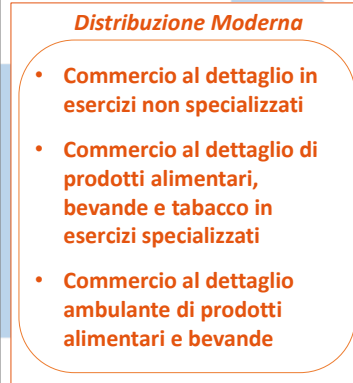 Distribuzione Moderna
• Commercio al dettaglio in
esercizi non specializzati
• Commercio al dettaglio di
prodotti alimentari,
bevande e tabacco in
esercizi specializzati
• Commercio al dettaglio
ambulante di prodotti
alimentari e bevande